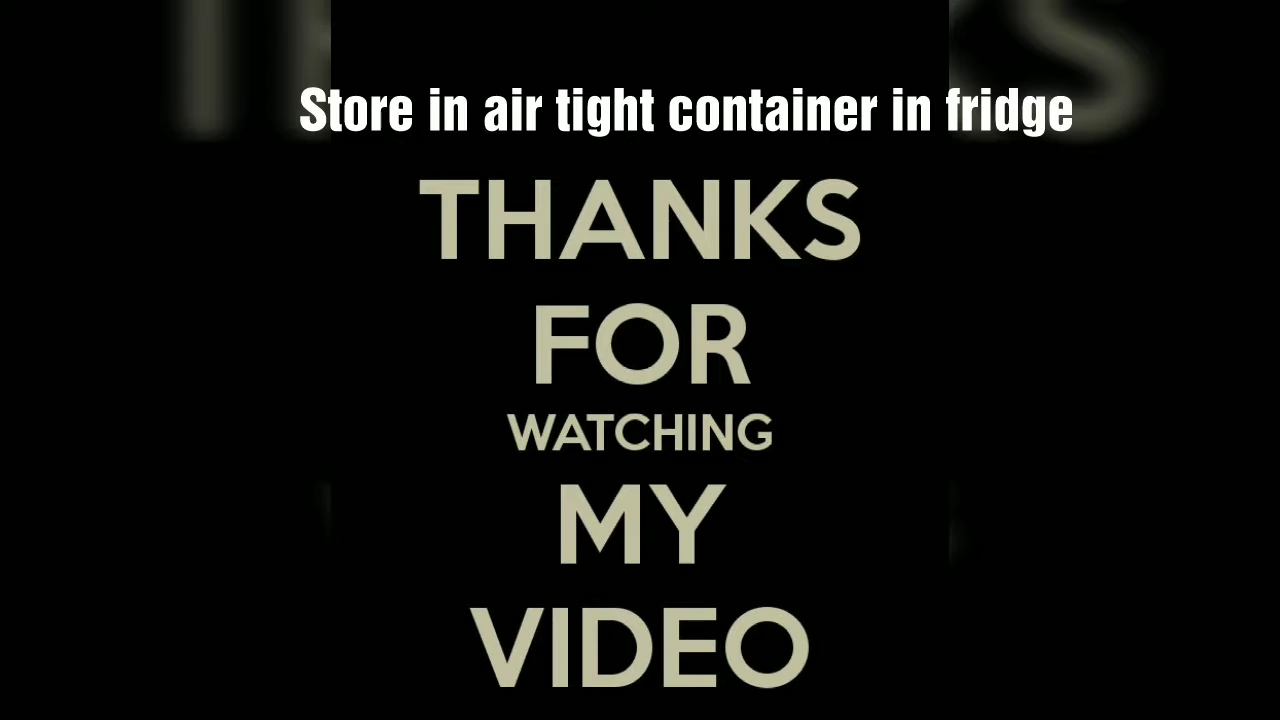 Store in air tight container in fridge
THANKS
FOR
WATCHING
MY
VIDEO